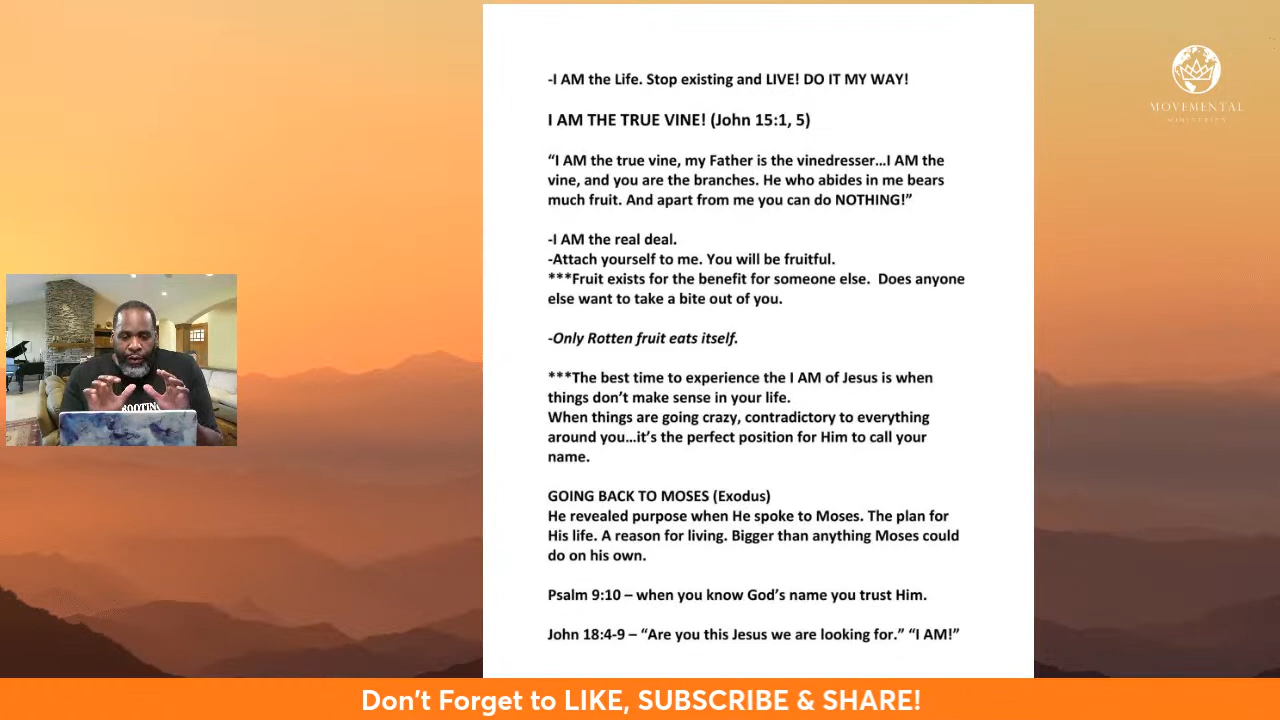 -I AM the Life. Stop existing and LIVE! DO IT MY WAY!
I AM THE TRUE VINE! (John 15:1, 5)
“I AM the true vine, my Father is the vinedresser…I AM the
vine, and you are the branches. He who abides in me bears
much fruit. And apart from me you can do NOTHING!”
-I AM the real deal.
-Attach yourself to me. You will be fruitful.
***Fruit exists for the benefit for someone else.  Does anyone
else want to take a bite out of you.
-Only Rotten fruit eats itself.
***The best time to experience the I AM of Jesus is when
things don’t make sense in your life.
When things are going crazy, contradictory to everything
around you…it’s the perfect position for Him to call your
name.
GOING BACK TO MOSES (Exodus)
He revealed purpose when He spoke to Moses. The plan for
His life. A reason for living. Bigger than anything Moses could
do on his own.
Psalm 9:10 – when you know God’s name you trust Him.
John 18:4-9 – “Are you this Jesus we are looking for.” “I AM!”
MOVEMENTAL
MINISTRIES
Don’t Forget to LIKE, SUBSCRIBE & SHARE!